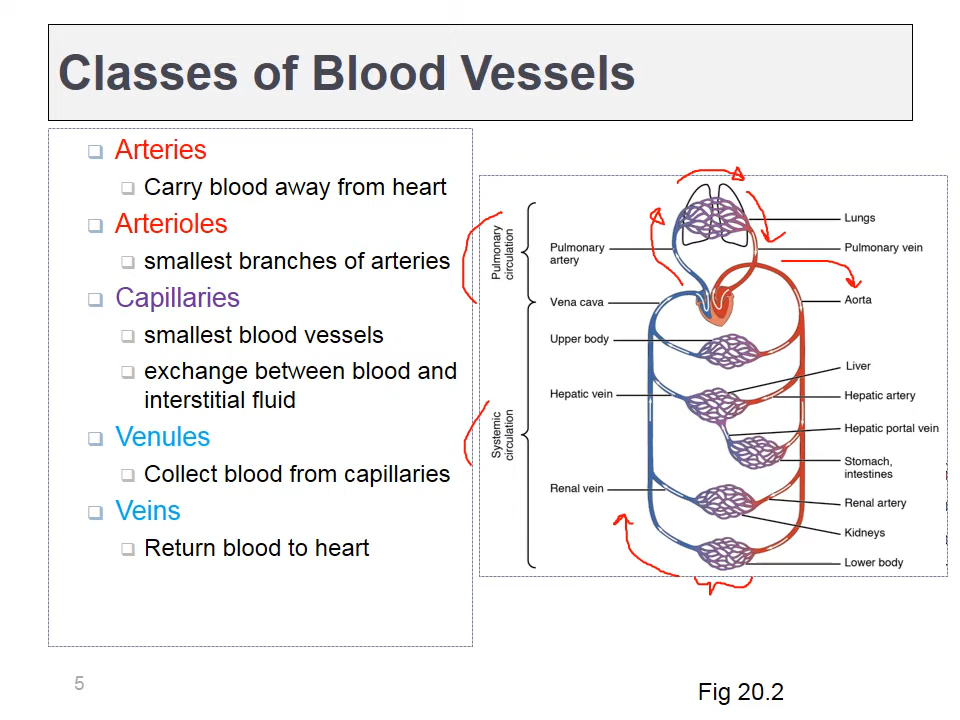 Classes of Blood Vessels
Arteries
Carry blood away from heart
Arterioles
smallest branches of arteries
Capillaries
smallest blood vessels
exchange between blood and
interstitial fluid
Venules
Collect blood from capillaries
Veins
Return blood to heart
Pulmonary
circulation
Systemic
circulation
Pulmonary
artery
Vena cava
Upper body
Hepatic vein
Renal vein
Lungs
Pulmonary vein
Aorta
Liver
Hepatic artery
Hepatic portal vein
Stomach,
intestines
Renal artery
Kidneys
Lower body
5
Fig 20.2